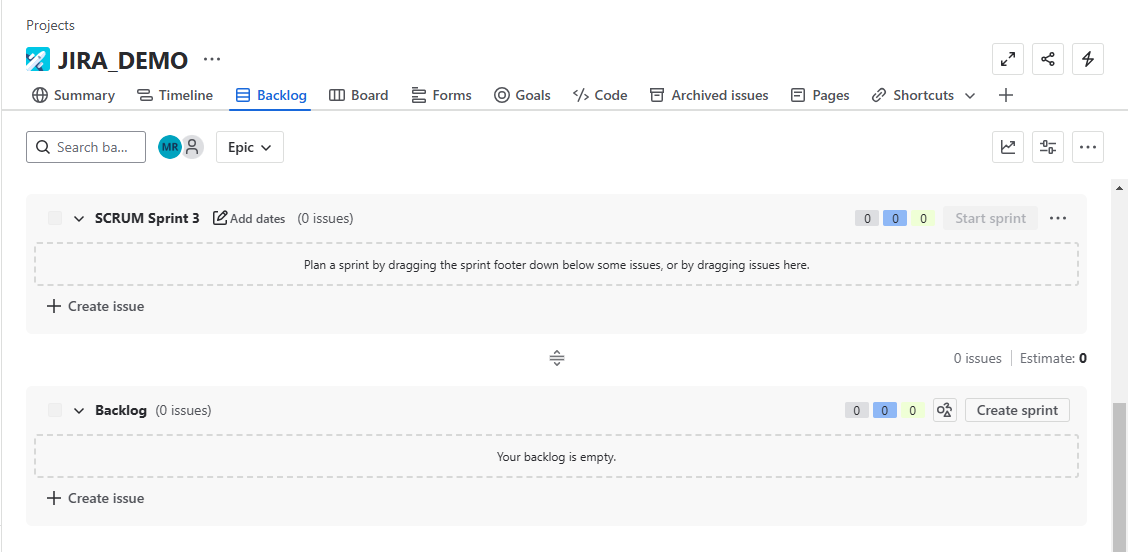 Projects
JIRA_DEMO
Summary Timeline Backlog Board Forms Goals Code Archived issues Pages Shortcuts
Search ba... MR Epic
SCRUM Sprint 3 Add dates (0 issues) 0 0 0 Start sprint
Plan a sprint by dragging the sprint footer down below some issues, or by dragging issues here.
Create issue
0 issues Estimate: 0
Backlog (0 issues) 0 0 0 Create sprint
Your backlog is empty.
Create issue